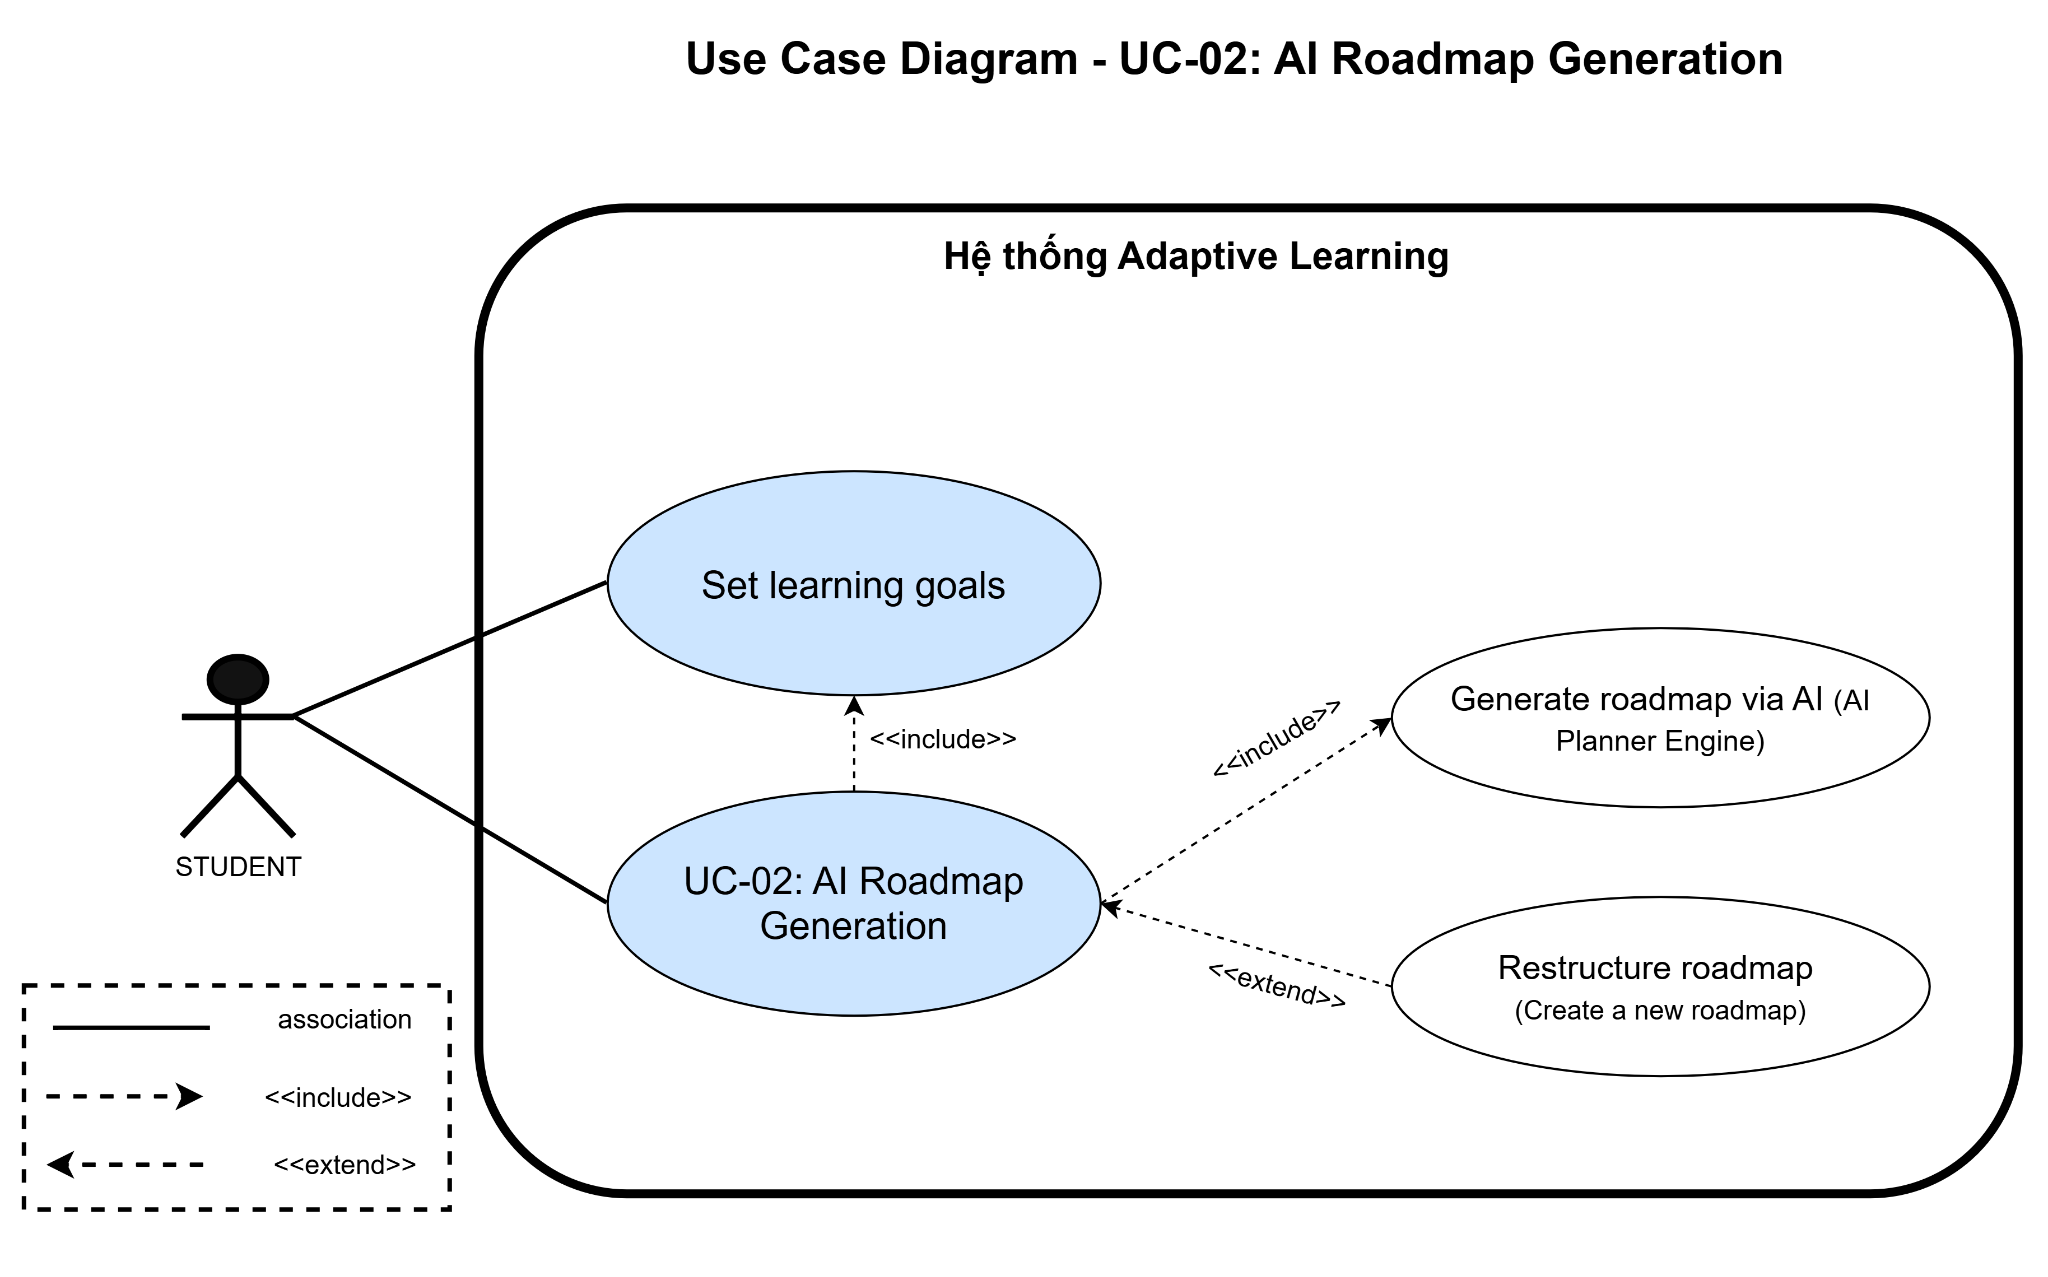 Use Case Diagram - UC-02: AI Roadmap Generation
Hệ thống Adaptive Learning
Set learning goals
<<include>>
<<include>>
Generate roadmap via AI (AI
Planner Engine)
STUDENT
UC-02: AI Roadmap
Generation
<<extend>>
Restructure roadmap
(Create a new roadmap)
association
<<include>>
<<extend>>